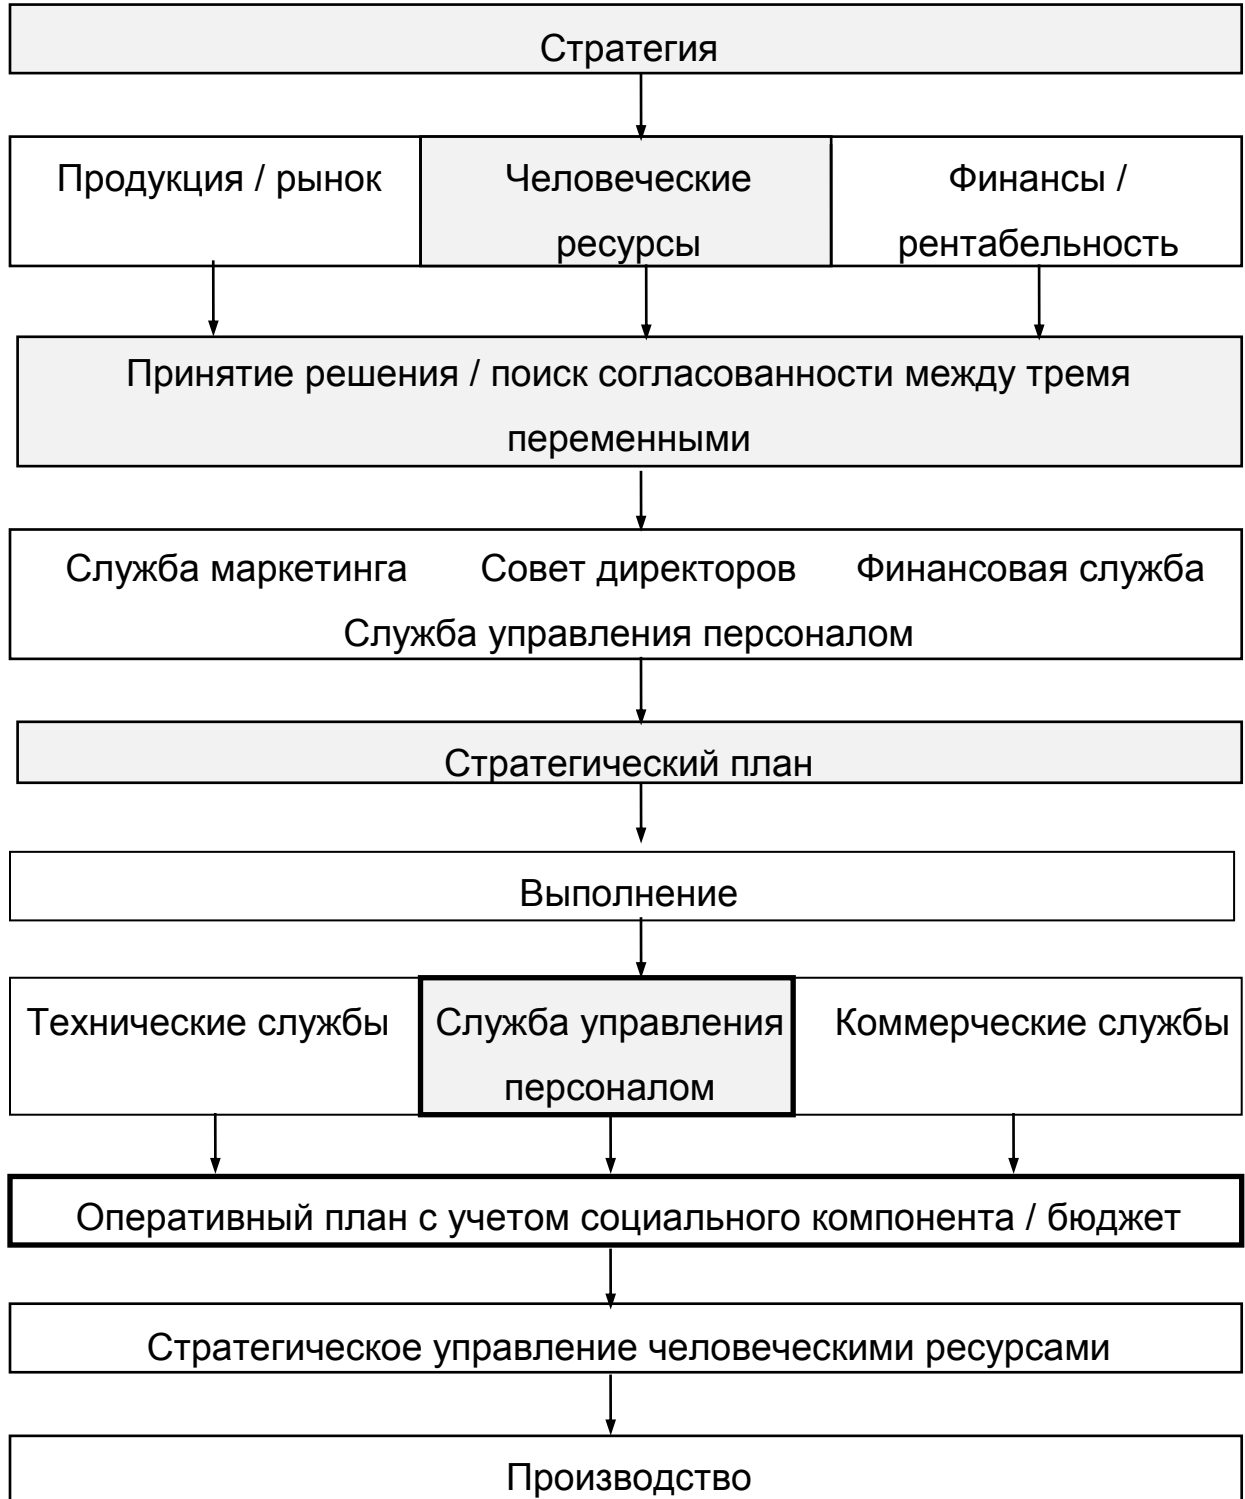 Стратегия
Продукция / рынок
Человеческие
ресурсы
Финансы /
рентабельность
Принятие решения / поиск согласованности между тремя
переменными
Служба маркетинга Совет директоров Финансовая служба
Служба управления персоналом
Стратегический план
Выполнение
Технические службы
Служба управления
персоналом
Коммерческие службы
Оперативный план с учетом социального компонента / бюджет
Стратегическое управление человеческими ресурсами
Производство